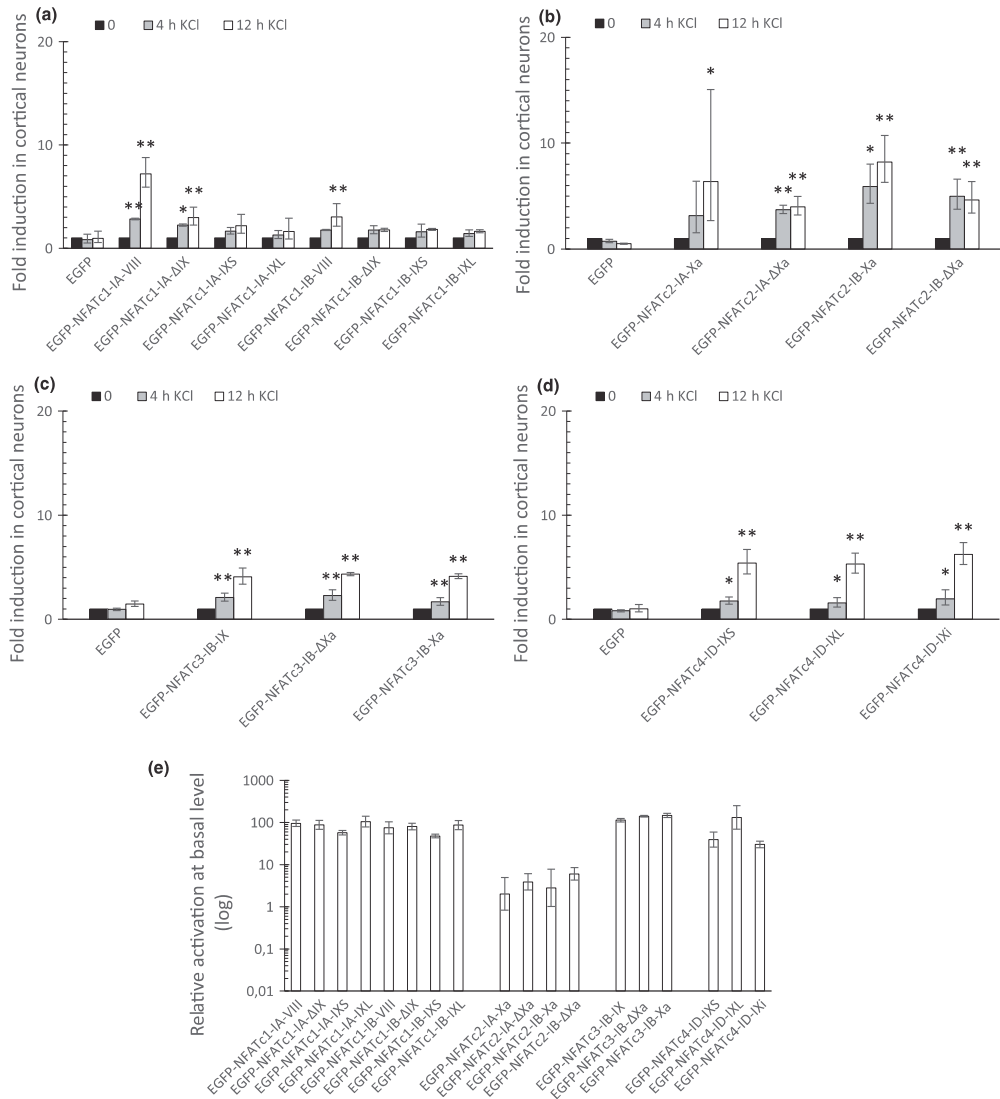 (a)
0 4 h KCl 12 h KCl
Fold induction in cortical neurons
20
10
0
EGFP
EGFP-NFATc1-IA-VIII
EGFP-NFATc1-IA-ΔIX
EGFP-NFATc1-IA-IXS
EGFP-NFATc1-IA-IXL
EGFP-NFATc1-IB-VIII
EGFP-NFATc1-IB-ΔIX
EGFP-NFATc1-IB-IXS
EGFP-NFATc1-IB-IXL
** ** * ** **
(b)
0 4 h KCl 12 h KCl
Fold induction in cortical neurons
20
10
0
EGFP
EGFP-NFATc2-IA-Xa
EGFP-NFATc2-IA-ΔXa
EGFP-NFATc2-IB-Xa
EGFP-NFATc2-IB-ΔXa
* ** ** * ** ** **
(c)
0 4 h KCl 12 h KCl
Fold induction in cortical neurons
20
10
0
EGFP
EGFP-NFATc3-IB-IX
EGFP-NFATc3-IB-ΔXa
EGFP-NFATc3-IB-Xa
** ** ** ** ** **
(d)
0 4 h KCl 12 h KCl
Fold induction in cortical neurons
20
10
0
EGFP
EGFP-NFATc4-ID-IXS
EGFP-NFATc4-ID-IXL
EGFP-NFATc4-ID-IXi
* ** * ** * **
(e)
Relative activation at basal level
(log)
1000
100
10
1
0,1
0,01
EGFP-NFATc1-IA-VIII
EGFP-NFATc1-IA-ΔIX
EGFP-NFATc1-IA-IXS
EGFP-NFATc1-IA-IXL
EGFP-NFATc1-IB-VIII
EGFP-NFATc1-IB-ΔIX
EGFP-NFATc1-IB-IXS
EGFP-NFATc1-IB-IXL
EGFP-NFATc2-IA-Xa
EGFP-NFATc2-IA-ΔXa
EGFP-NFATc2-IB-Xa
EGFP-NFATc2-IB-ΔXa
EGFP-NFATc3-IB-IX
EGFP-NFATc3-IB-ΔXa
EGFP-NFATc3-IB-Xa
EGFP-NFATc4-ID-IXS
EGFP-NFATc4-ID-IXL
EGFP-NFATc4-ID-IXi